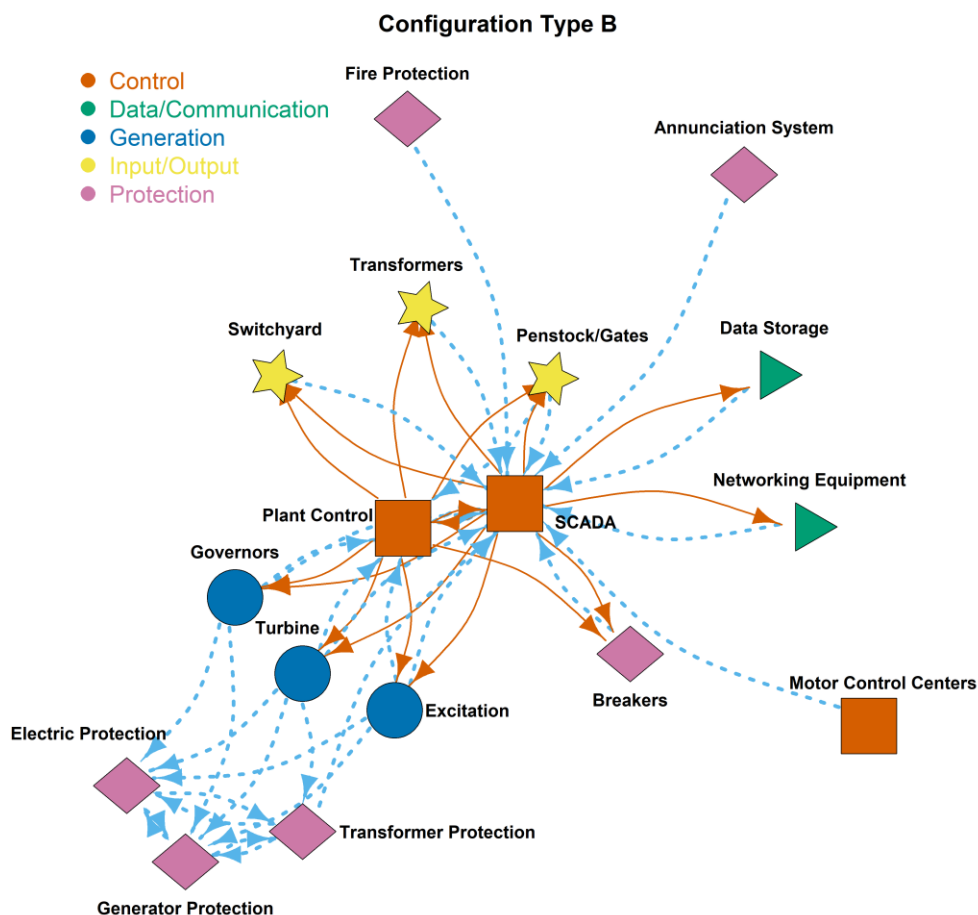 Configuration Type B
Control
Data/Communication
Generation
Input/Output
Protection
Fire Protection
Annunciation System
Transformers
Switchyard
Penstock/Gates
Data Storage
Networking Equipment
Plant Control
SCADA
Governors
Turbine
Excitation
Breakers
Motor Control Centers
Electric Protection
Transformer Protection
Generator Protection